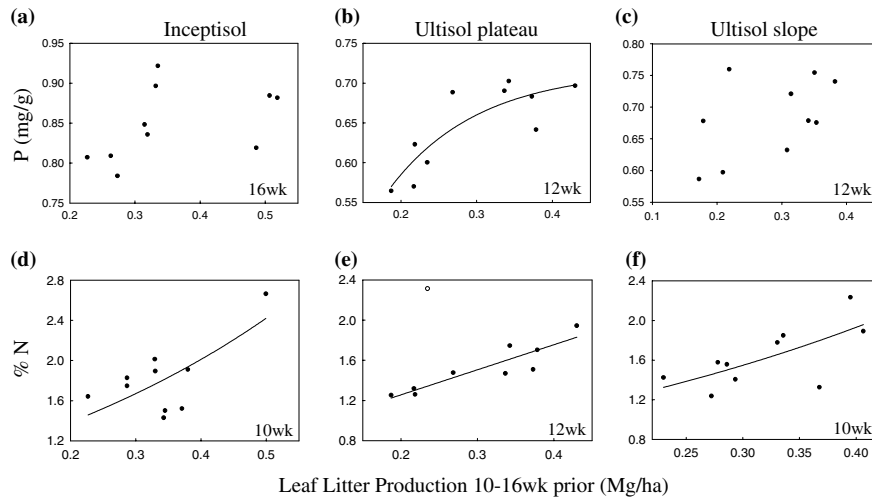 (a) Inceptisol (b) Ultisol plateau (c) Ultisol slope
P (mg/g)
0.95
0.90
0.85
0.80
0.75
16wk
0.2 0.3 0.4 0.5
0.75
0.70
0.65
0.60
0.55
12wk
0.2 0.3 0.4
0.80
0.75
0.70
0.65
0.60
0.55
12wk
0.1 0.2 0.3 0.4
(d) (e) (f)
% N
2.8
2.4
2.0
1.6
1.2
10wk
0.2 0.3 0.4 0.5
2.4
2.0
1.6
1.2
0.8
12wk
0.2 0.3 0.4
2.4
2.0
1.6
1.2
0.8
10wk
0.25 0.30 0.35 0.40
Leaf Litter Production 10-16wk prior (Mg/ha)